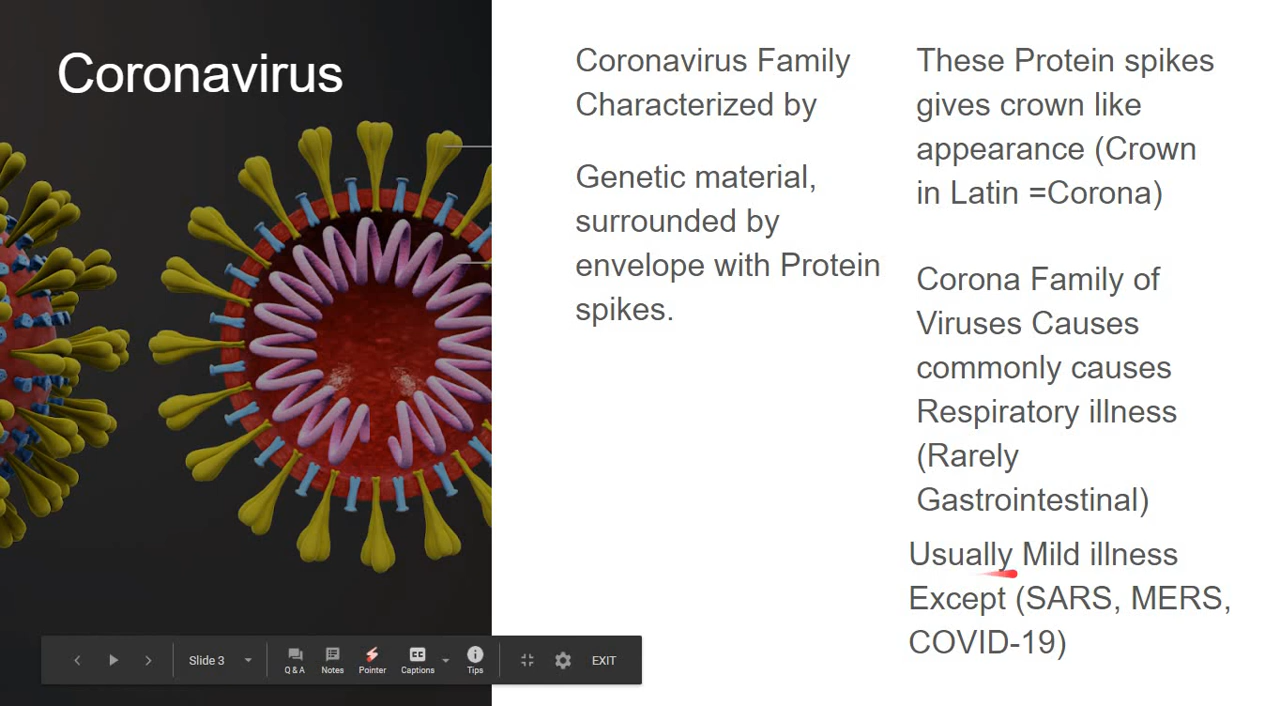 Coronavirus
Coronavirus Family
Characterized by
Genetic material,
surrounded by
envelope with Protein
spikes.
These Protein spikes
gives crown like
appearance (Crown
in Latin =Corona)
Corona Family of
Viruses Causes
commonly causes
Respiratory illness
(Rarely
Gastrointestinal)
Usually Mild illness
Except (SARS, MERS,
COVID-19)
Slide 3
Q & A
Notes
Pointer
Captions
Tips
EXIT